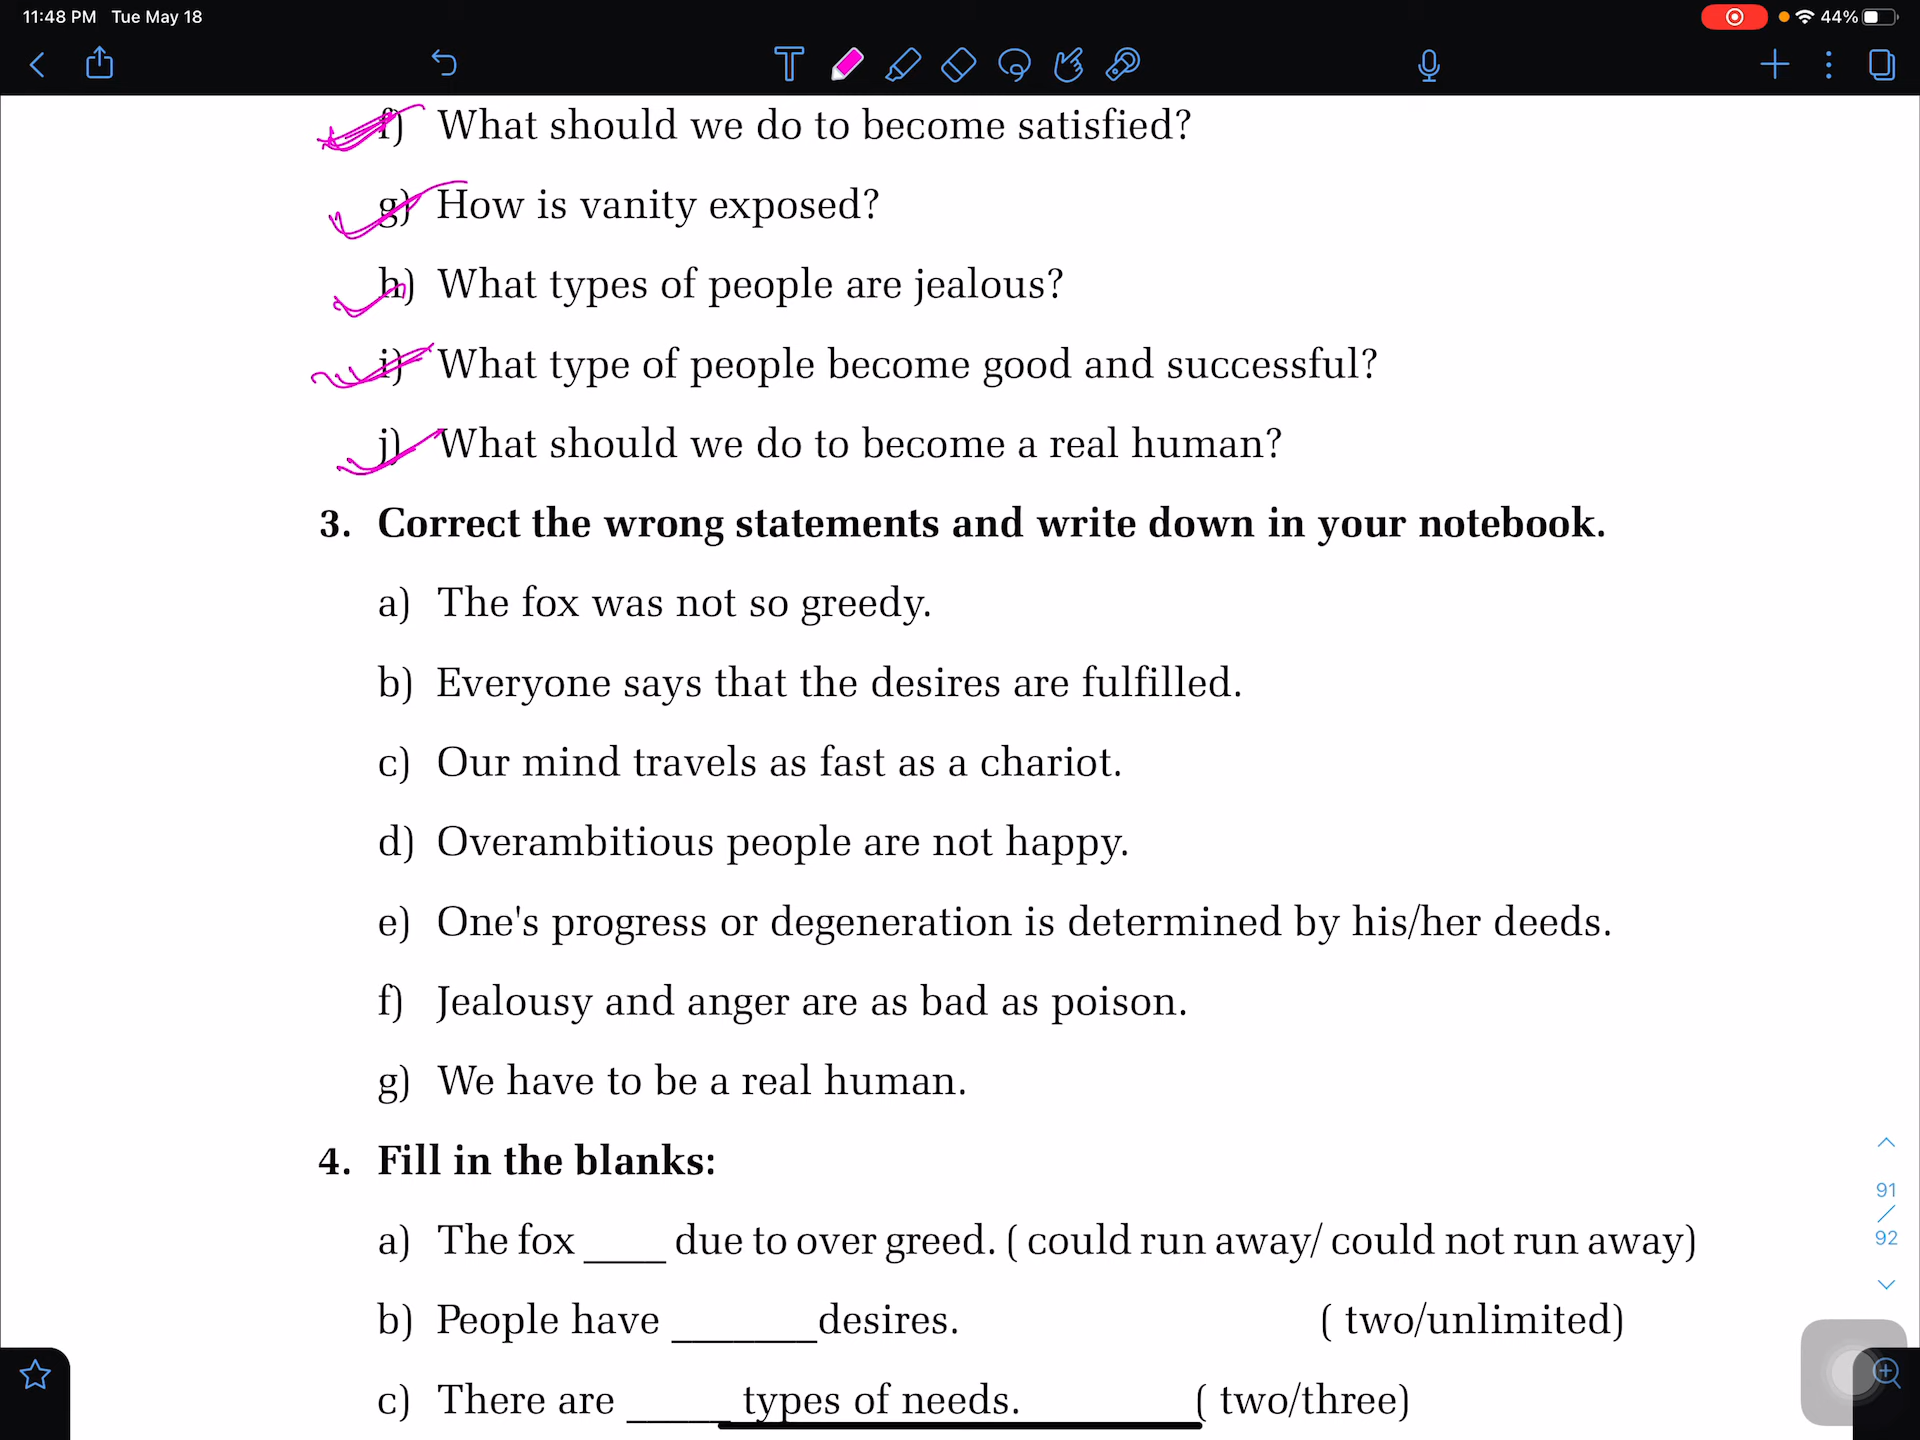 11:48 PM Tue May 18
44%
f) What should we do to become satisfied?
g) How is vanity exposed?
h) What types of people are jealous?
i) What type of people become good and successful?
j) What should we do to become a real human?
3. Correct the wrong statements and write down in your notebook.
a) The fox was not so greedy.
b) Everyone says that the desires are fulfilled.
c) Our mind travels as fast as a chariot.
d) Overambitious people are not happy.
e) One's progress or degeneration is determined by his/her deeds.
f) Jealousy and anger are as bad as poison.
g) We have to be a real human.
4. Fill in the blanks:
a) The fox ____ due to over greed. ( could run away/ could not run away)
b) People have _______desires. ( two/unlimited)
c) There are _____ types of needs. ( two/three)
91
/
92